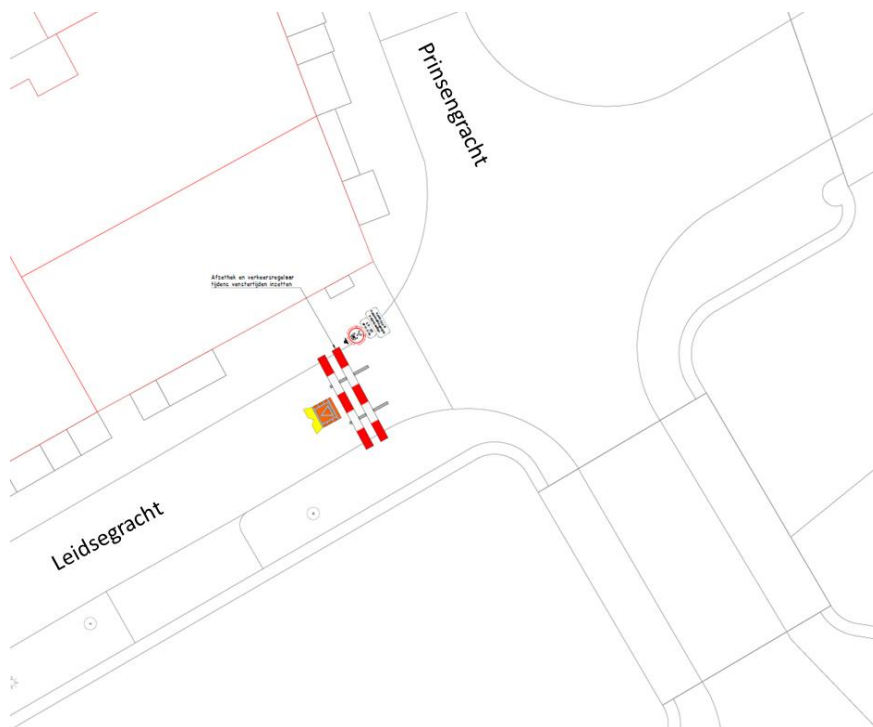 Prinsengracht
Afzethek en verkeersregelaar
tijdens venstertijden inzetten
Leidsegracht